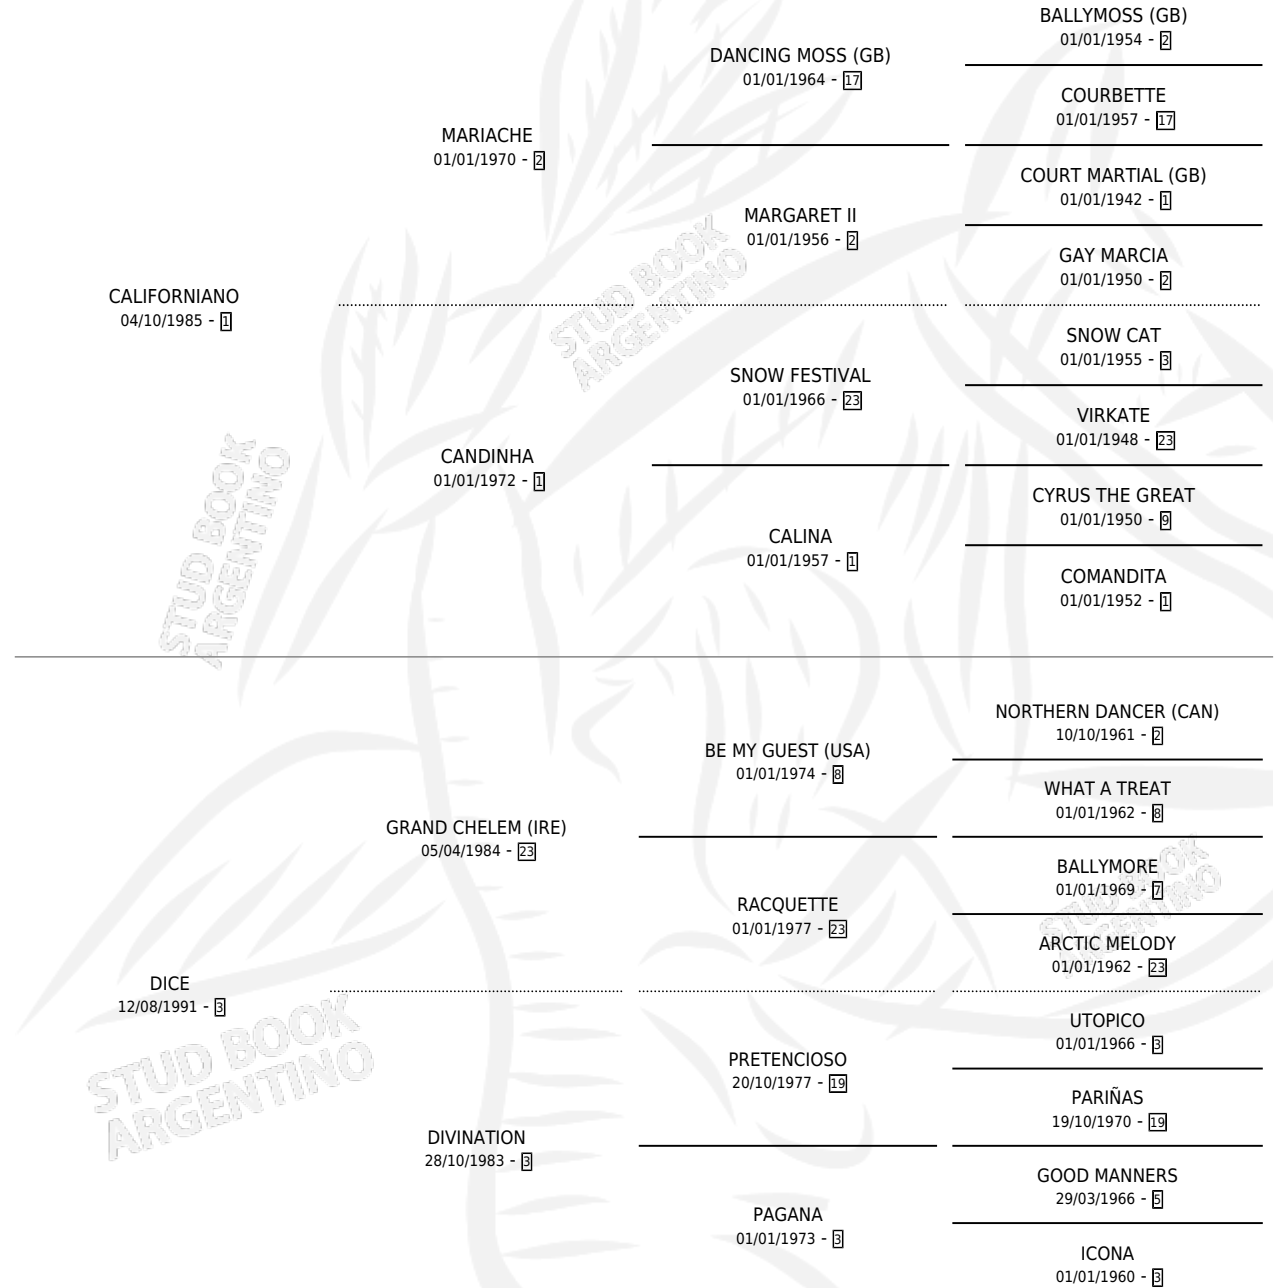 BALLYMOSS (GB)
01/01/1954 - 2
DANCING MOSS (GB)
01/01/1964 - 17
COURBETTE
01/01/1957 - 17
MARIACHE
01/01/1970 - 2
COURT MARTIAL (GB)
01/01/1942 - 1
MARGARET II
01/01/1956 - 2
GAY MARCIA
01/01/1950 - 2
CALIFORNIANO
04/10/1985 - 1
STUD BOOK
ARGENTINO
SNOW CAT
01/01/1955 - 3
SNOW FESTIVAL
01/01/1966 - 23
VIRKATE
01/01/1948 - 23
CANDINHA
01/01/1972 - 1
STUD BOOK
ARGENTINO
CYRUS THE GREAT
01/01/1950 - 9
CALINA
01/01/1957 - 1
COMANDITA
01/01/1952 - 1
NORTHERN DANCER (CAN)
10/10/1961 - 2
BE MY GUEST (USA)
01/01/1974 - 8
WHAT A TREAT
01/01/1962 - 8
GRAND CHELEM (IRE)
05/04/1984 - 23
BALLYMORE
01/01/1969 - 7
STUD BOOK
ARGENTINO
RACQUETTE
01/01/1977 - 23
ARCTIC MELODY
01/01/1962 - 23
DICE
12/08/1991 - 3
STUD BOOK
ARGENTINO
UTOPICO
01/01/1966 - 3
PRETENCIOSO
20/10/1977 - 19
PARIÑAS
19/10/1970 - 19
DIVINATION
28/10/1983 - 3
GOOD MANNERS
29/03/1966 - 5
PAGANA
01/01/1973 - 3
ICONA
01/01/1960 - 3